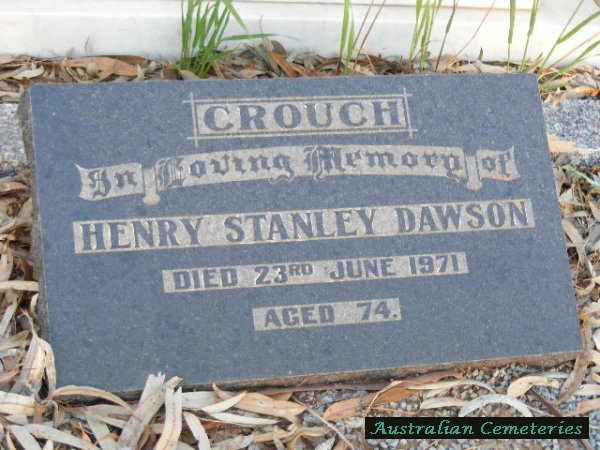 CROUCH
In Loving Memory of
HENRY STANLEY DAWSON
DIED 23RD JUNE 1971
AGED 74.
Australian Cemeteries